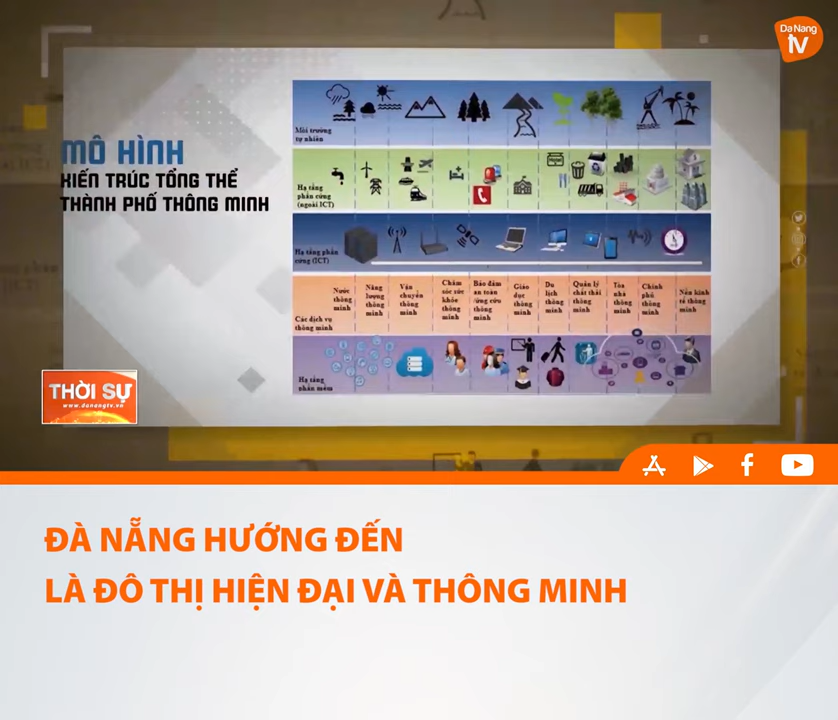 Da Nang
tv
MÔ HÌNH
KIẾN TRÚC TỔNG THỂ
THÀNH PHỐ THÔNG MINH
Môi trường
tự nhiên
Hạ tầng
phần cứng
(ngoài ICT)
Hạ tầng phần
cứng (ICT)
Các dịch vụ
thông minh
Nước
thông
minh
Năng
lượng
thông
minh
Vận
chuyển
thông
minh
Chăm
sóc sức
khỏe
thông
minh
Bảo đảm
an toàn
/ứng cứu
thông
minh
Giáo
dục
thông
minh
Du
lịch
thông
minh
Quản lý
chất thải
thông
minh
Tòa
nhà
thông
minh
Chính
phủ
thông
minh
Nền kinh
tế thông
minh
Hạ tầng
phần mềm
THỜI SỰ
www.danangtv.vn
ĐÀ NẴNG HƯỚNG ĐẾN
LÀ ĐÔ THỊ HIỆN ĐẠI VÀ THÔNG MINH